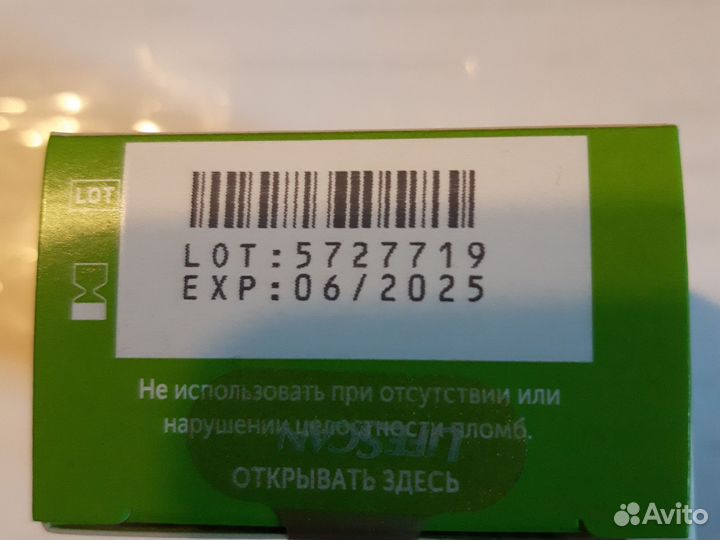 LOT
LOT:5727719
EXP:06/2025
Не использовать при отсутствии или
нарушении целостности пломб.
LIFESCAN
ОТКРЫВАТЬ ЗДЕСЬ
Avito